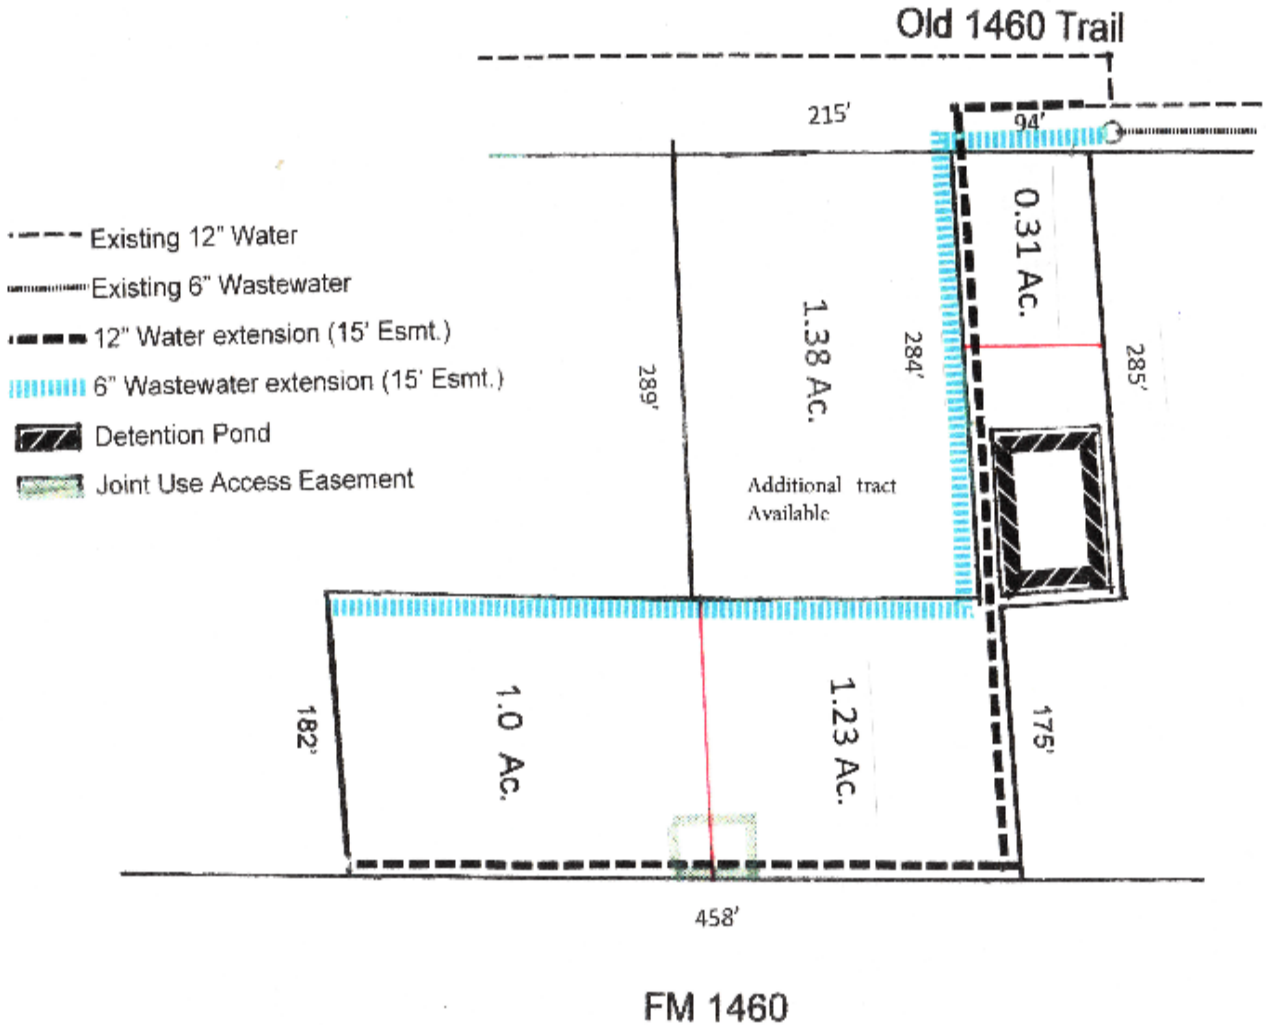 Old 1460 Trail
215'
94'
Existing 12" Water
Existing 6" Wastewater
12" Water extension (15' Esmt.)
6" Wastewater extension (15' Esmt.)
Detention Pond
Joint Use Access Easement
0.31 Ac.
1.38 Ac.
284'
285'
289'
Additional tract
Available
182'
1.0 Ac.
1.23 Ac.
175'
458'
FM 1460